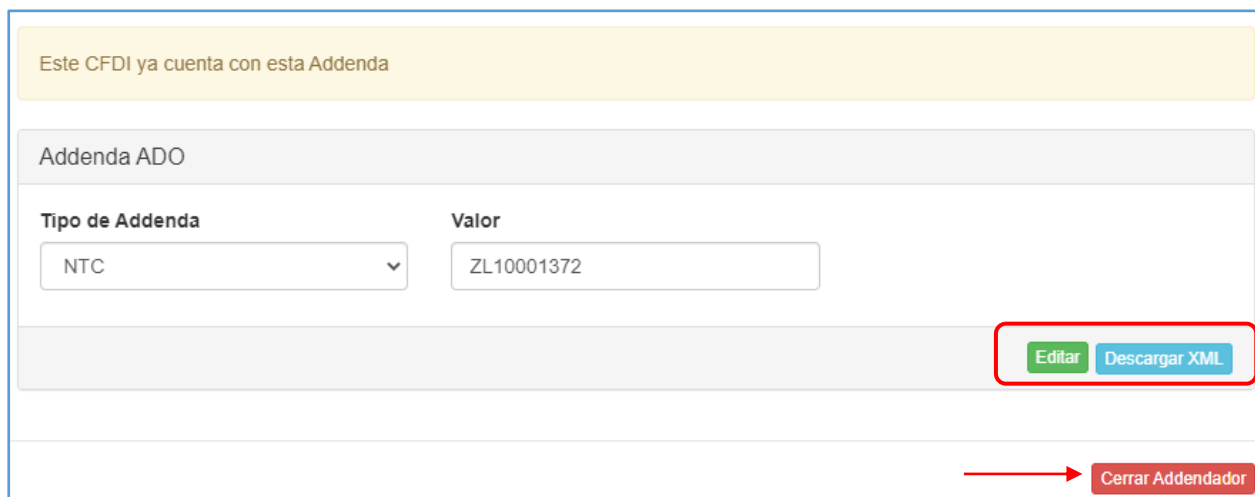 Este CFDI ya cuenta con esta Addenda
Addenda ADO
Tipo de Addenda Valor
NTC ZL10001372
Editar Descargar XML
Cerrar Addendador